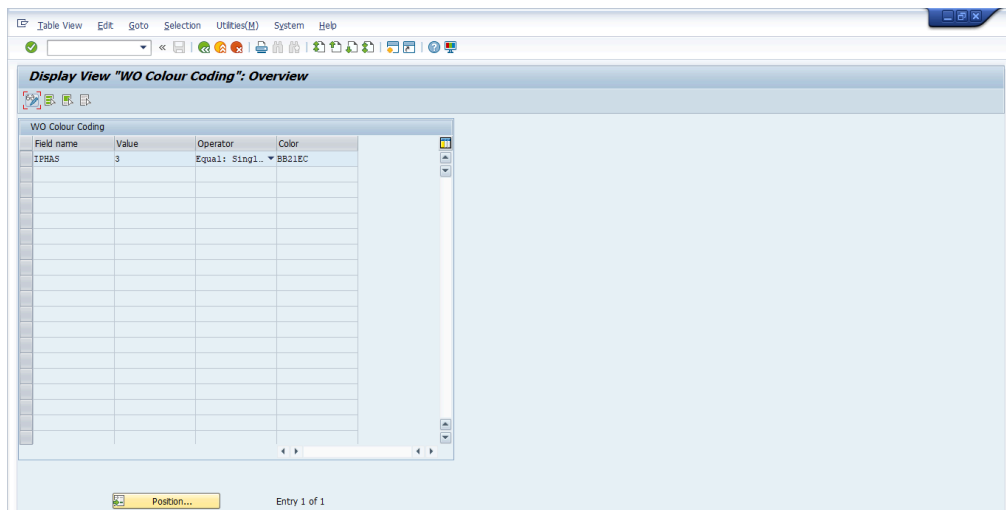 Table View Edit Goto Selection Utilities(M) System Help
Display View "WO Colour Coding": Overview
WO Colour Coding
Field name Value Operator Color
IPHAS 3 Equal: Singl… BB21EC
Position... Entry 1 of 1